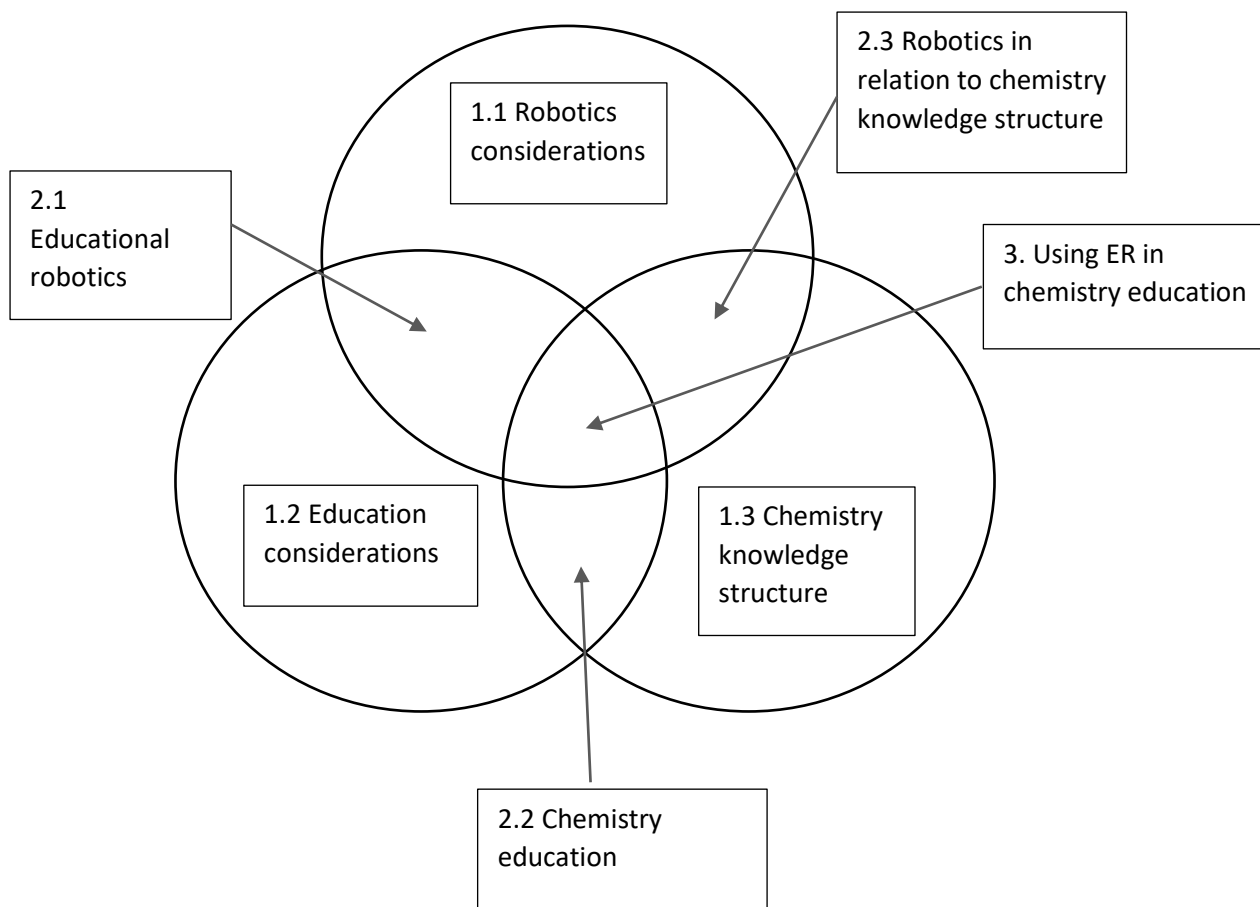 2.3 Robotics in
relation to chemistry
knowledge structure
1.1 Robotics
considerations
2.1
Educational
robotics
3. Using ER in
chemistry education
1.2 Education
considerations
1.3 Chemistry
knowledge
structure
2.2 Chemistry
education